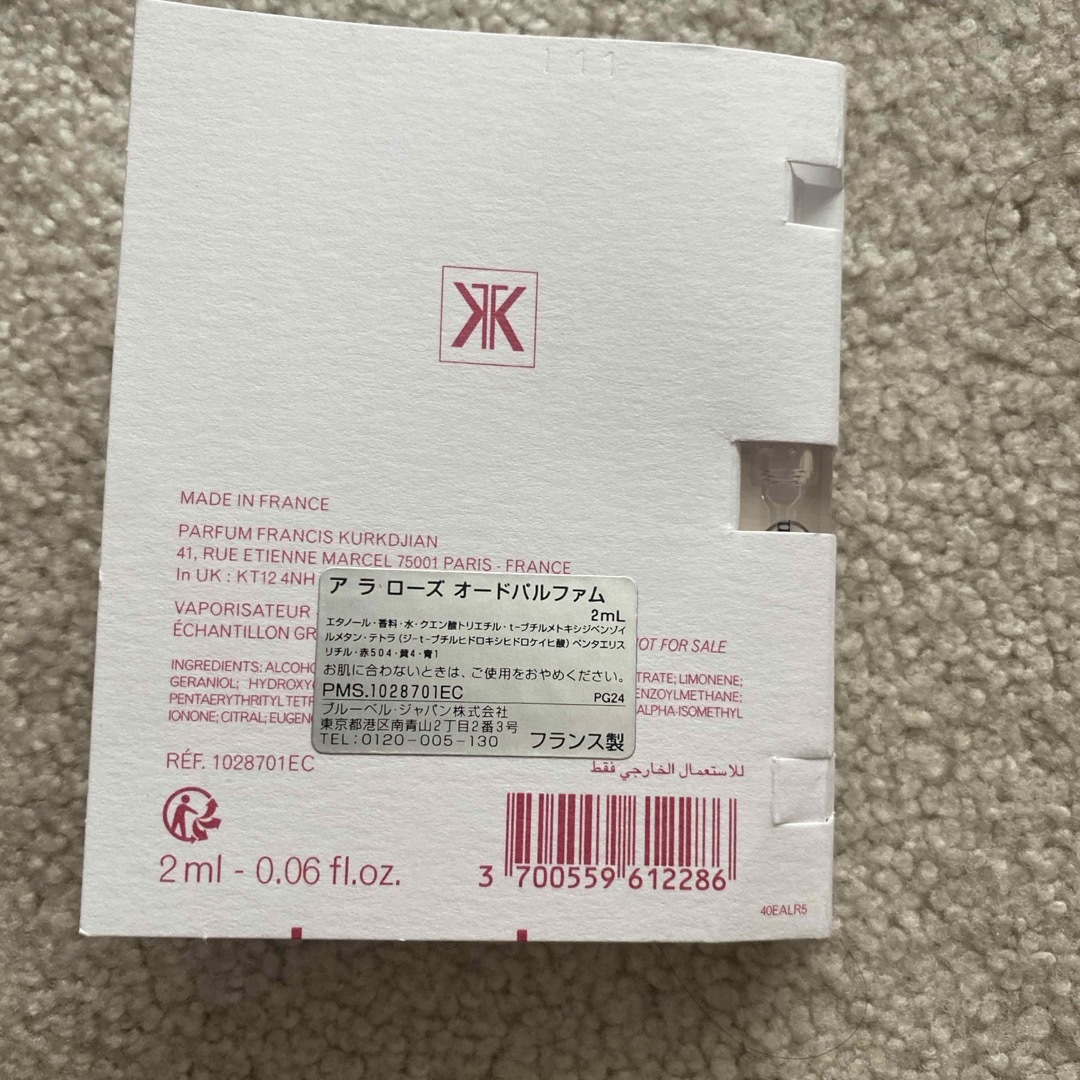 MADE IN FRANCE
PARFUM FRANCIS KURKDJIAN
41, RUE ETIENNE MARCEL 75001 PARIS - FRANCE
In UK : KT12 4NH
VAPORISATEUR
ÉCHANTILLON
NOT FOR SALE
INGREDIENTS: LIMONENE;
GERANIOL;
ALPHA-ISOMETHYL
IONONE; CITRAL;
ア ラ ローズ オードパルファム
2mL
エタノール・香料・水・クエン酸トリエチル・t-ブチルメトキシジベンゾイ
ルメタン・テトラ(ジ-t-ブチルヒドロキシヒドロケイヒ酸)ペンタエリス
リチル・赤504・黄4・青1
お肌に合わないときは、ご使用をおやめください。
PMS.1028701EC PG24
ブルーベル・ジャパン株式会社
東京都港区南青山2丁目2番3号
TEL:0120-005-130 フランス製
RÉF. 1028701EC
للاستعمال الخارجي فقط
2 ml - 0.06 fl.oz.
3 700559 612286
40EALR5